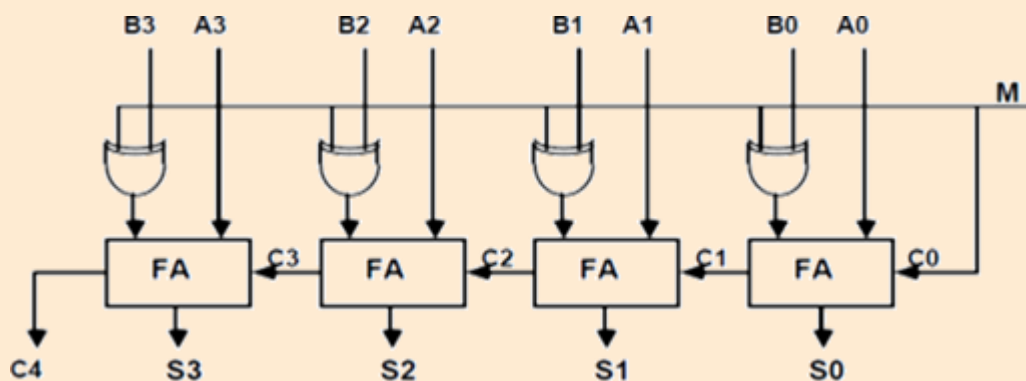 B3 A3 B2 A2 B1 A1 B0 A0
M
FA C3 FA C2 FA C1 FA C0
C4 S3 S2 S1 S0